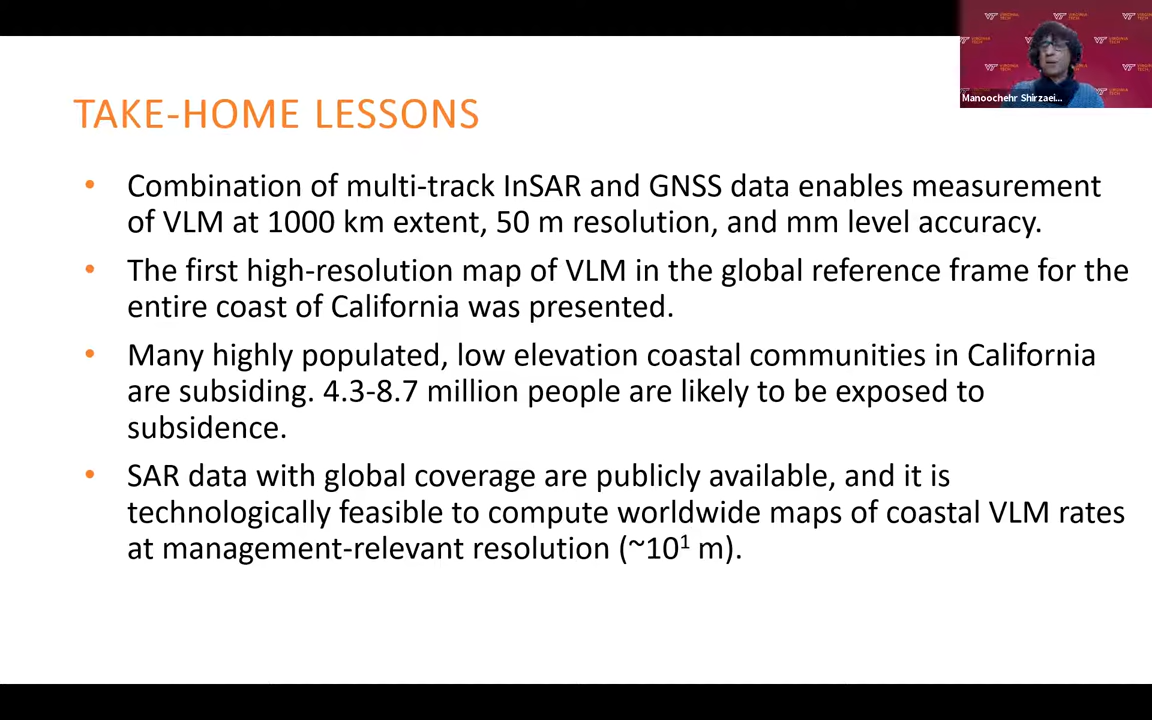 TAKE-HOME LESSONS
• Combination of multi-track InSAR and GNSS data enables measurement
of VLM at 1000 km extent, 50 m resolution, and mm level accuracy.
• The first high-resolution map of VLM in the global reference frame for the
entire coast of California was presented.
• Many highly populated, low elevation coastal communities in California
are subsiding. 4.3-8.7 million people are likely to be exposed to
subsidence.
• SAR data with global coverage are publicly available, and it is
technologically feasible to compute worldwide maps of coastal VLM rates
at management-relevant resolution (~10¹ m).
Manoochehr Shirzaei...